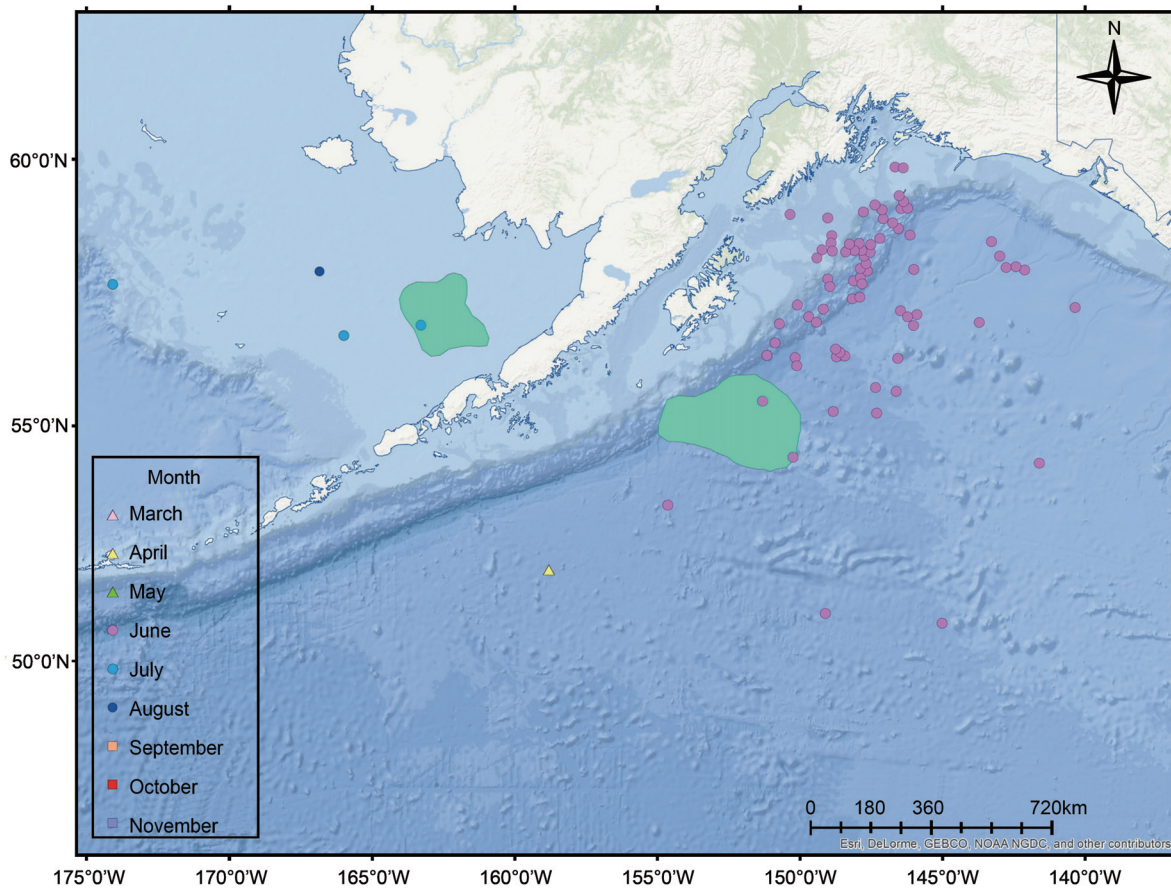 N
60°0'N
55°0'N
50°0'N
Month
March
April
May
June
July
August
September
October
November
0 180 360 720km
Esri, DeLorme, GEBCO, NOAA NGDC, and other contributors
175°0'W 170°0'W 165°0'W 160°0'W 155°0'W 150°0'W 145°0'W 140°0'W